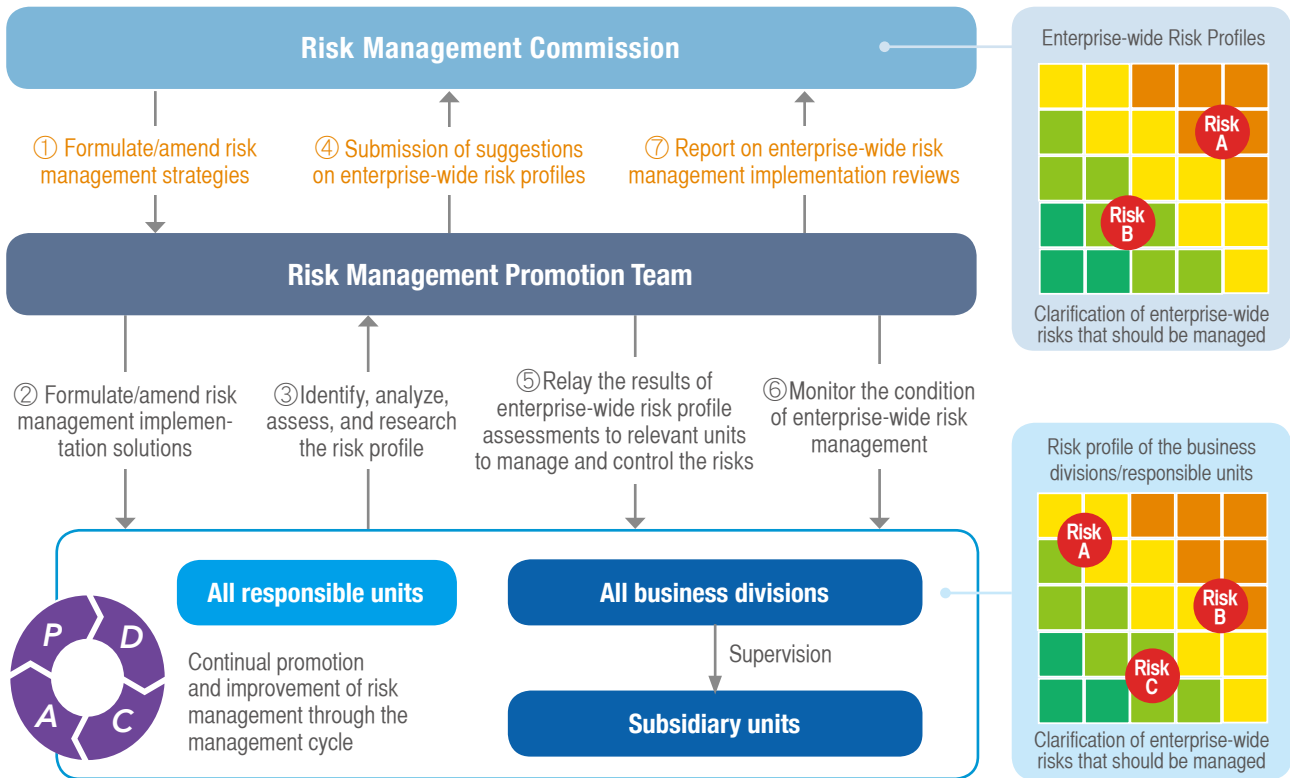 Risk Management Commission
① Formulate/amend risk
management strategies
④ Submission of suggestions
on enterprise-wide risk profiles
⑦ Report on enterprise-wide risk
management implementation reviews
Risk Management Promotion Team
② Formulate/amend risk
management implemen-
tation solutions
③Identify, analyze,
assess, and research
the risk profile
⑤Relay the results of
enterprise-wide risk profile
assessments to relevant units
to manage and control the risks
⑥Monitor the condition
of enterprise-wide risk
management
All responsible units
All business divisions
Supervision
Subsidiary units
P
D
A
C
Continual promotion
and improvement of risk
management through the
management cycle
Enterprise-wide Risk Profiles
Risk
A
Risk
B
Clarification of enterprise-wide
risks that should be managed
Risk profile of the business
divisions/responsible units
Risk
A
Risk
B
Risk
C
Clarification of enterprise-wide
risks that should be managed